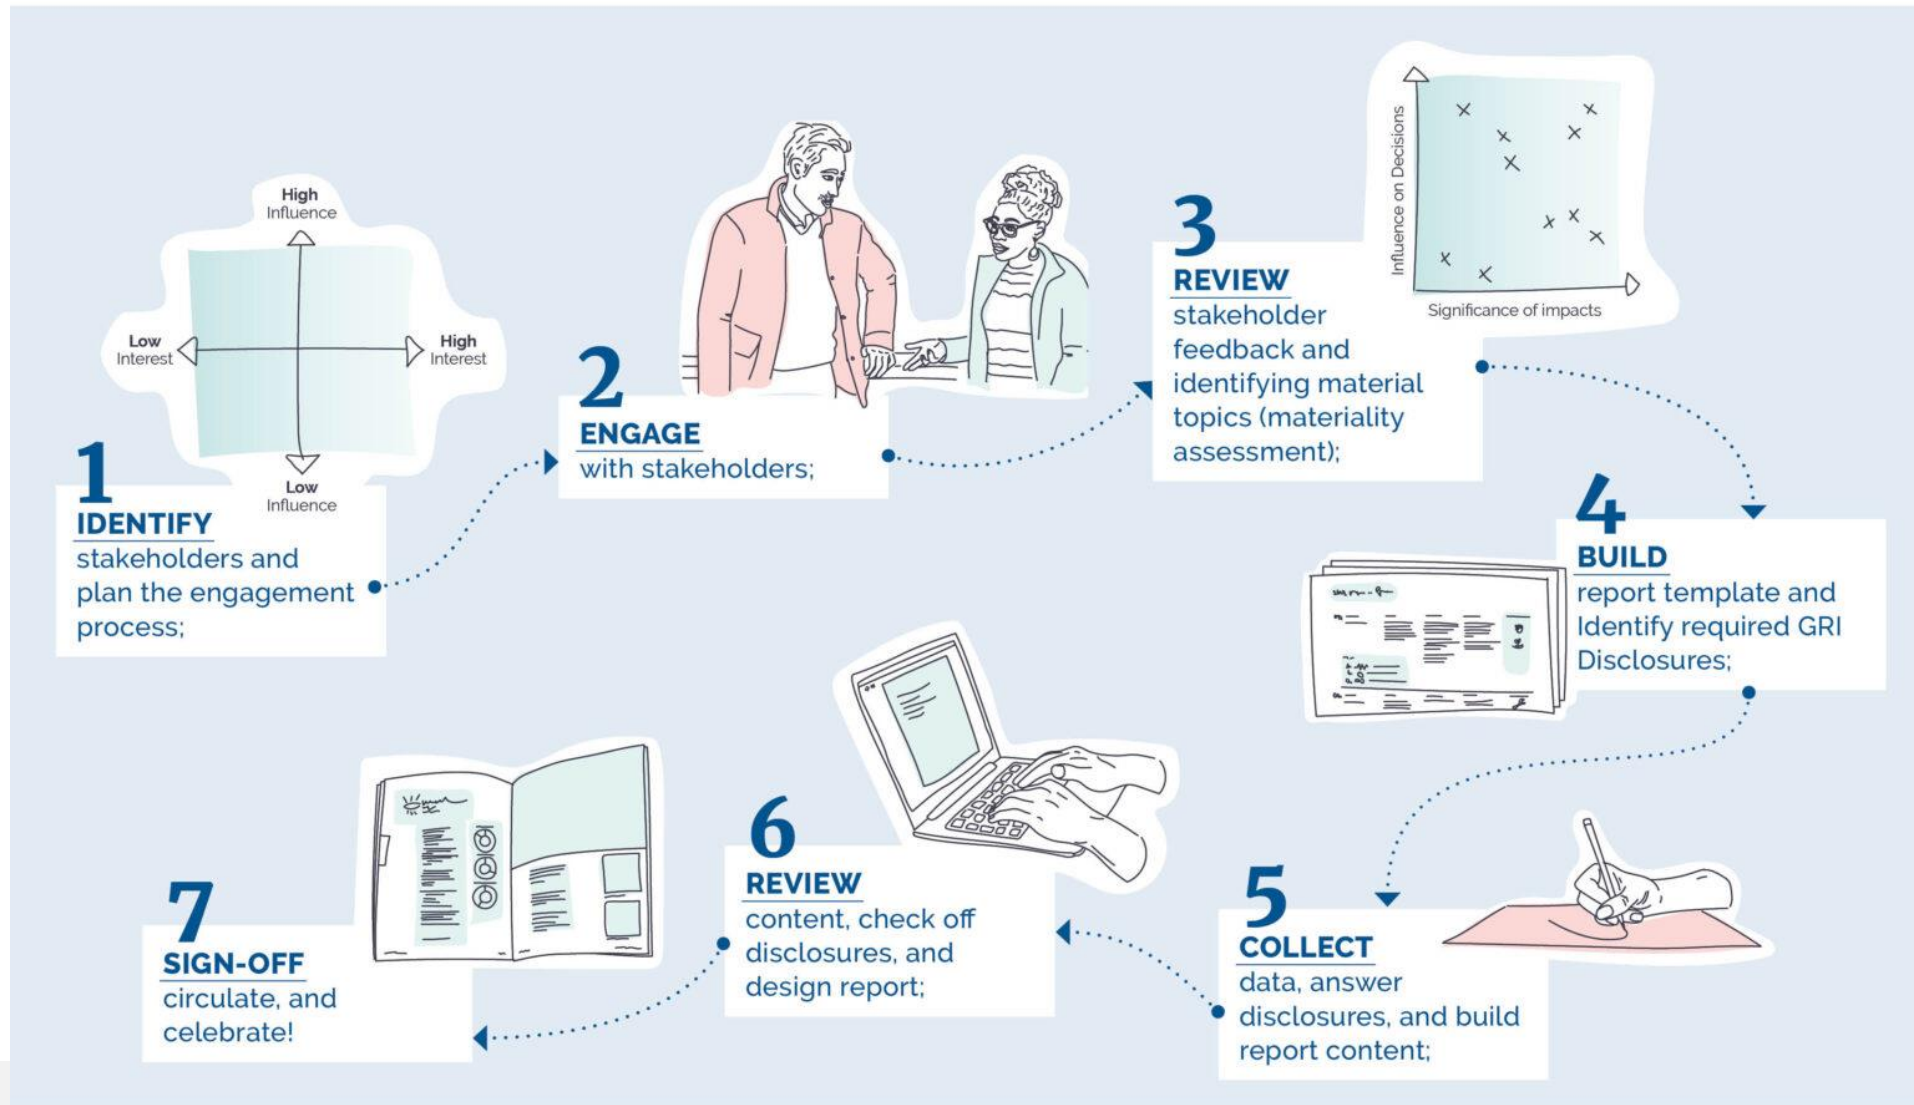 High
Influence
Low
Interest
High
Interest
Low
Influence
1
IDENTIFY
stakeholders and
plan the engagement
process;
2
ENGAGE
with stakeholders;
3
REVIEW
stakeholder
feedback and
identifying material
topics (materiality
assessment);
Influence on Decisions
Significance of impacts
4
BUILD
report template and
Identify required GRI
Disclosures;
5
COLLECT
data, answer
disclosures, and build
report content;
6
REVIEW
content, check off
disclosures, and
design report;
7
SIGN-OFF
circulate, and
celebrate!